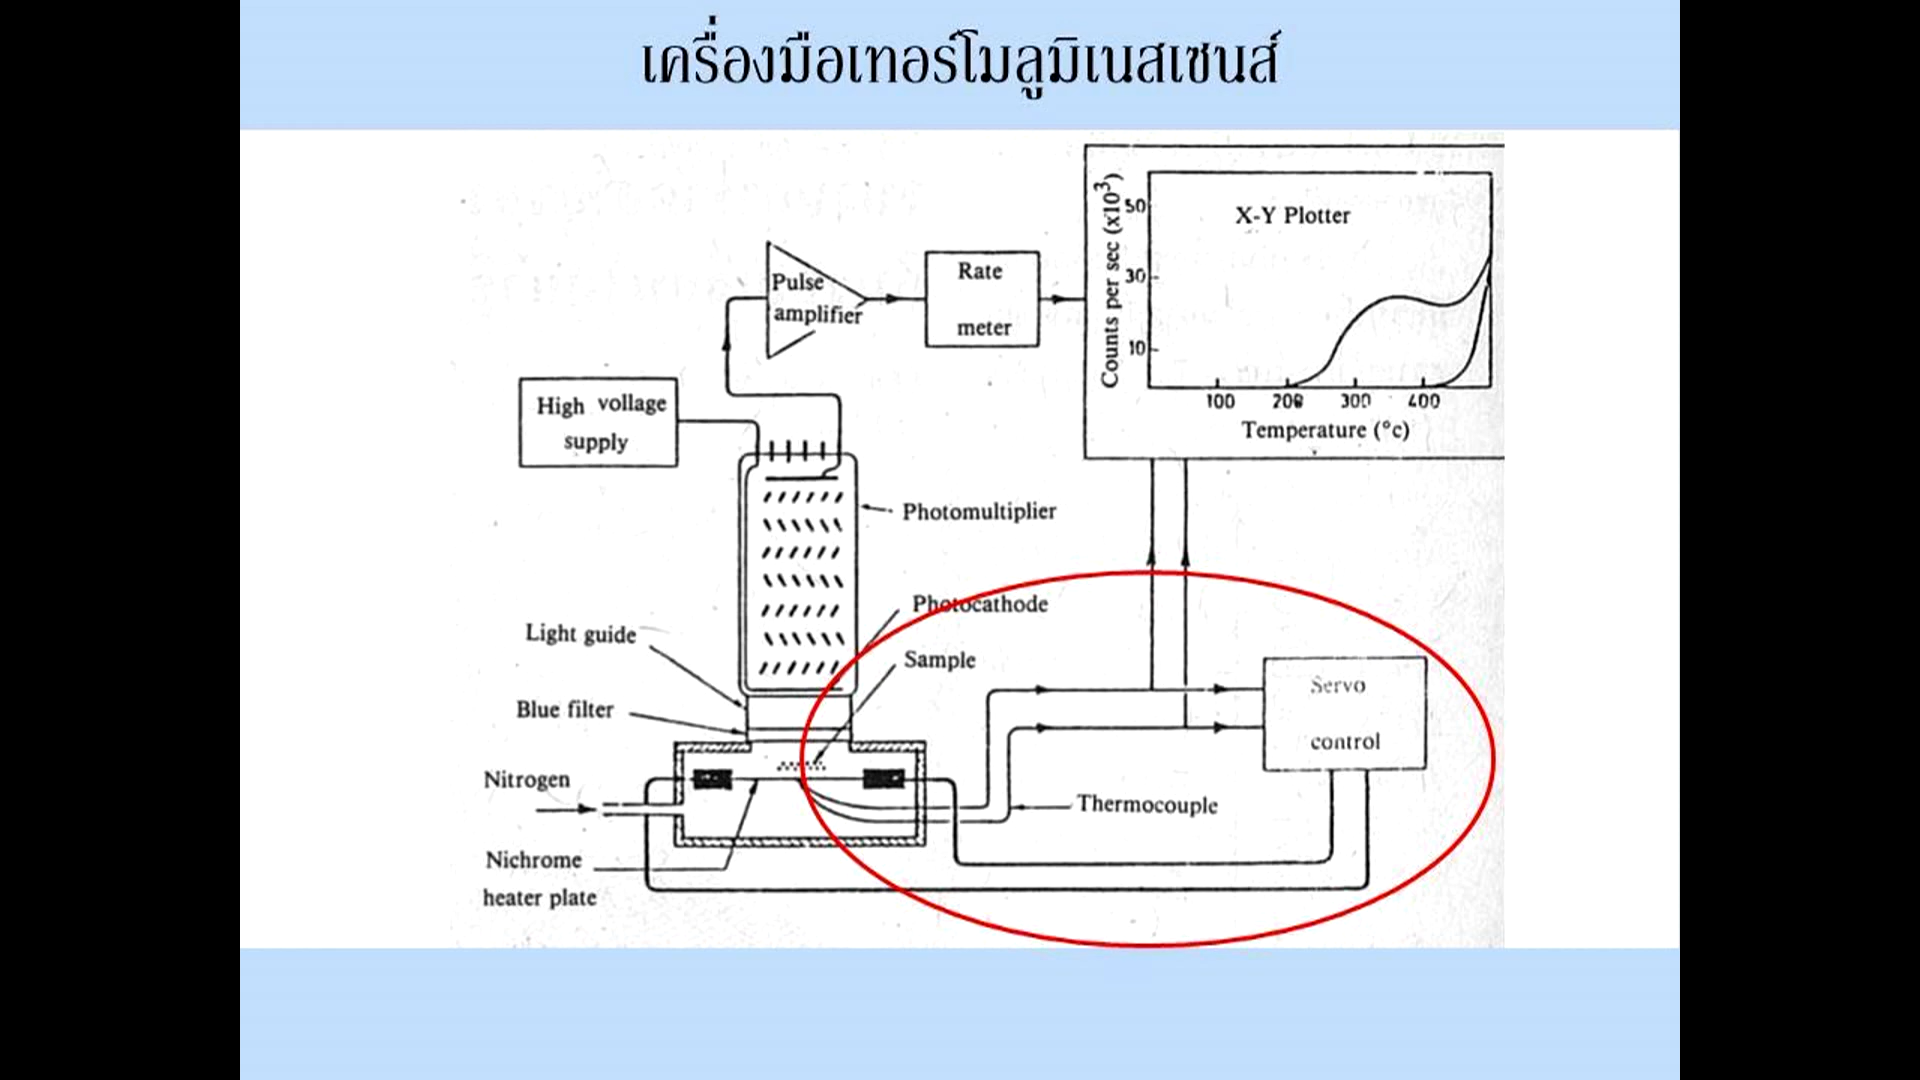 เครื่องมือเทอร์โมลูมิเนสเซนส์
X-Y Plotter
Counts per sec (x10³)
50
30
10
100 200 300 400
Temperature (°c)
Pulse
amplifier
Rate
meter
High vollage
supply
Photomultiplier
Photocathode
Light guide
Sample
Blue filter
Servo
control
Nitrogen
Thermocouple
Nichrome
heater plate